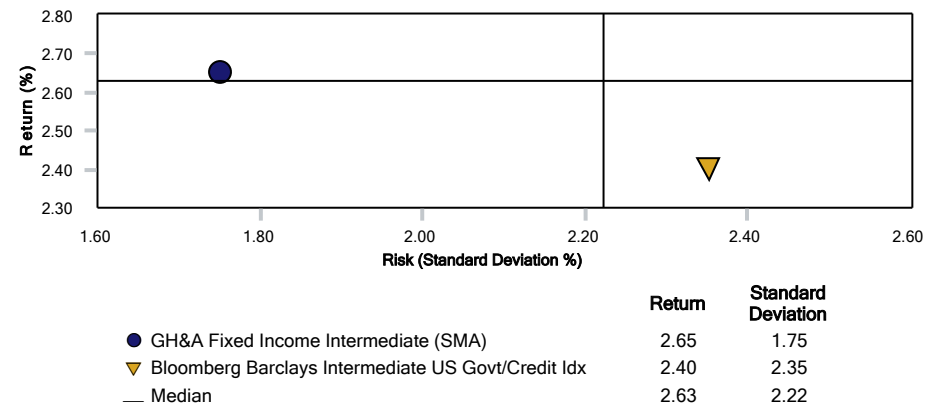 2.80
2.70
2.60
2.50
2.40
2.30
Return (%)
1.60 1.80 2.00 2.20 2.40 2.60
Risk (Standard Deviation %)
Return Standard Deviation
GH&A Fixed Income Intermediate (SMA) 2.65 1.75
Bloomberg Barclays Intermediate US Govt/Credit Idx 2.40 2.35
Median 2.63 2.22